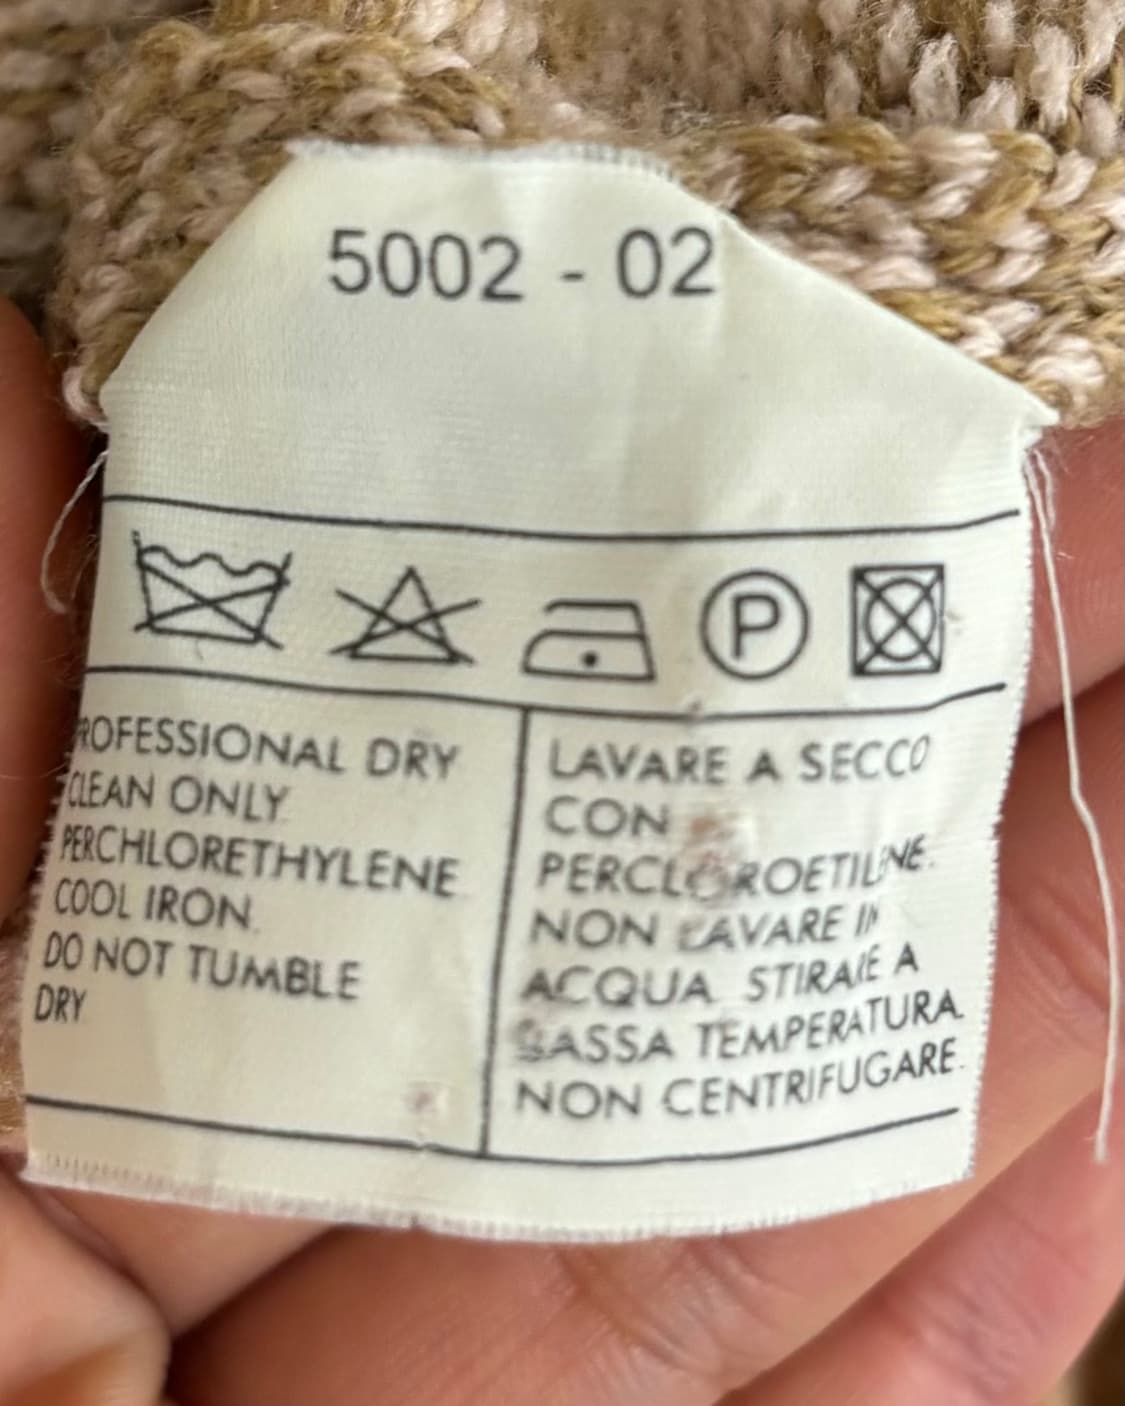 5002 - 02
P
PROFESSIONAL DRY
CLEAN ONLY
PERCHLORETHYLENE
COOL IRON.
DO NOT TUMBLE
DRY
LAVARE A SECCO
CON
PERCLOROETILENE.
NON LAVARE IN
ACQUA. STIRARE A
BASSA TEMPERATURA.
NON CENTRIFUGARE.